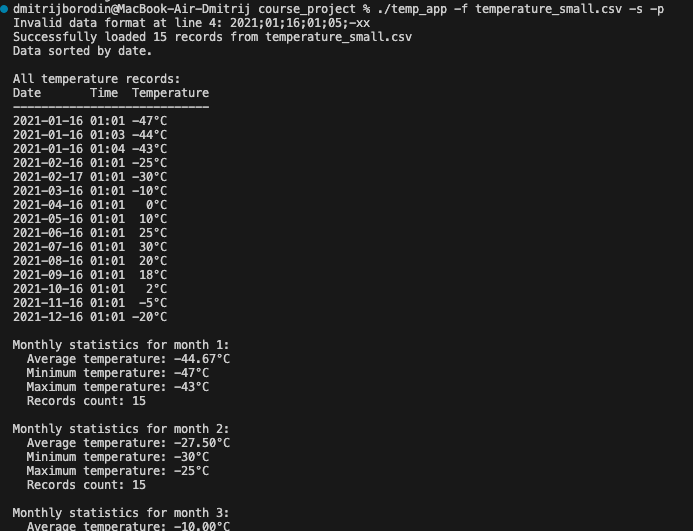 dmitrijborodin@MacBook-Air-Dmitrij course_project % ./temp_app -f temperature_small.csv -s -p
Invalid data format at line 4: 2021;01;16;01;05;-xx
Successfully loaded 15 records from temperature_small.csv
Data sorted by date.

All temperature records:
Date       Time  Temperature
----------------------------
2021-01-16 01:01 -47°C
2021-01-16 01:03 -44°C
2021-01-16 01:04 -43°C
2021-02-16 01:01 -25°C
2021-02-17 01:01 -30°C
2021-03-16 01:01 -10°C
2021-04-16 01:01   0°C
2021-05-16 01:01  10°C
2021-06-16 01:01  25°C
2021-07-16 01:01  30°C
2021-08-16 01:01  20°C
2021-09-16 01:01  18°C
2021-10-16 01:01   2°C
2021-11-16 01:01  -5°C
2021-12-16 01:01 -20°C

Monthly statistics for month 1:
  Average temperature: -44.67°C
  Minimum temperature: -47°C
  Maximum temperature: -43°C
  Records count: 15

Monthly statistics for month 2:
  Average temperature: -27.50°C
  Minimum temperature: -30°C
  Maximum temperature: -25°C
  Records count: 15

Monthly statistics for month 3:
  Average temperature: -10.00°C